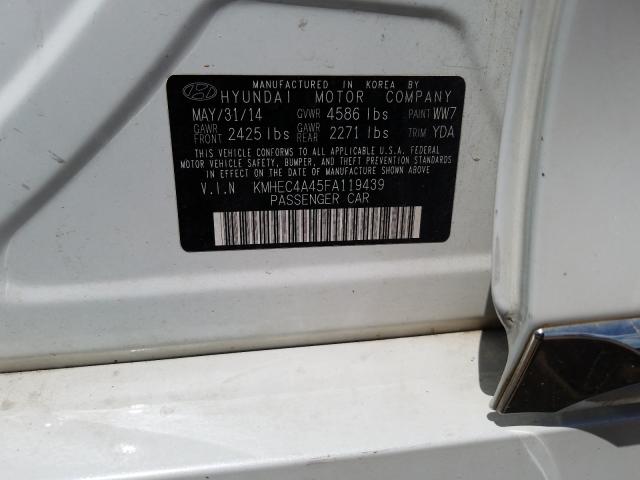 MANUFACTURED IN KOREA BY
HYUNDAI MOTOR COMPANY
MAY/31/14 GVWR 4586 lbs PAINT WW7
GAWR FRONT 2425 lbs GAWR REAR 2271 lbs TRIM YDA
THIS VEHICLE CONFORMS TO ALL APPLICABLE U.S.A. FEDERAL
MOTOR VEHICLE SAFETY, BUMPER, AND THEFT PREVENTION STANDARDS
IN EFFECT ON THE DATE OF MANUFACTURE SHOWN ABOVE.
V.I.N KMHEC4A45FA119439
PASSENGER CAR